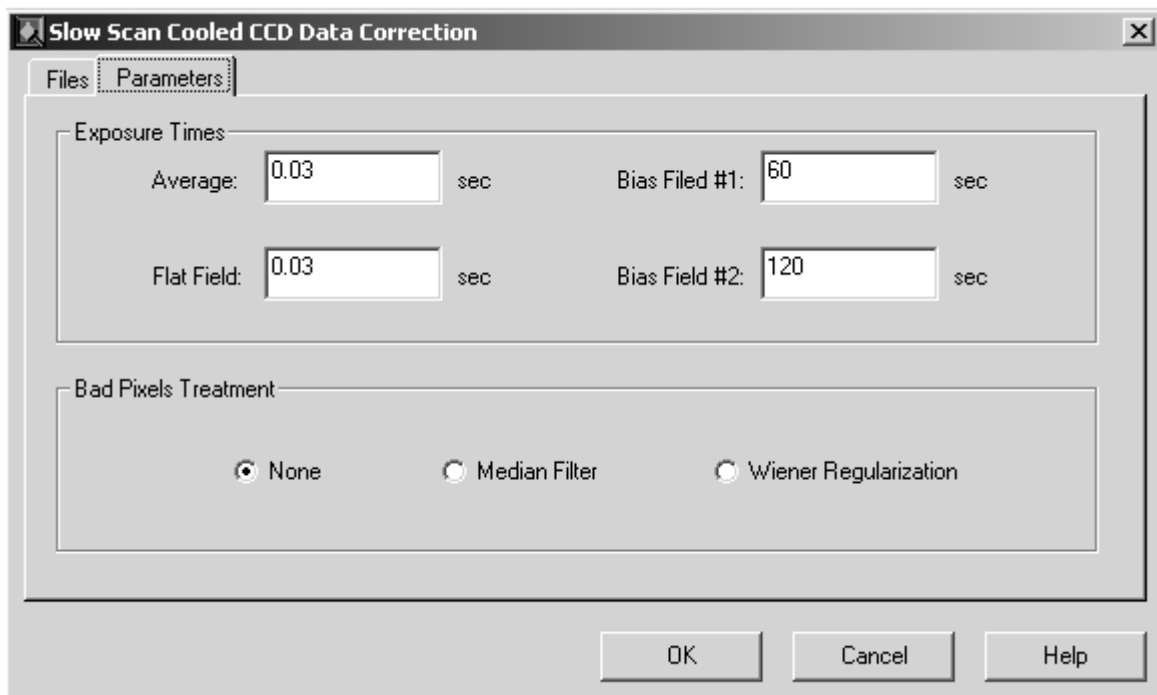 Slow Scan Cooled CCD Data Correction
Files Parameters
Exposure Times
Average: 0.03 sec Bias Filed #1: 60 sec
Flat Field: 0.03 sec Bias Field #2: 120 sec
Bad Pixels Treatment
None Median Filter Wiener Regularization
OK Cancel Help